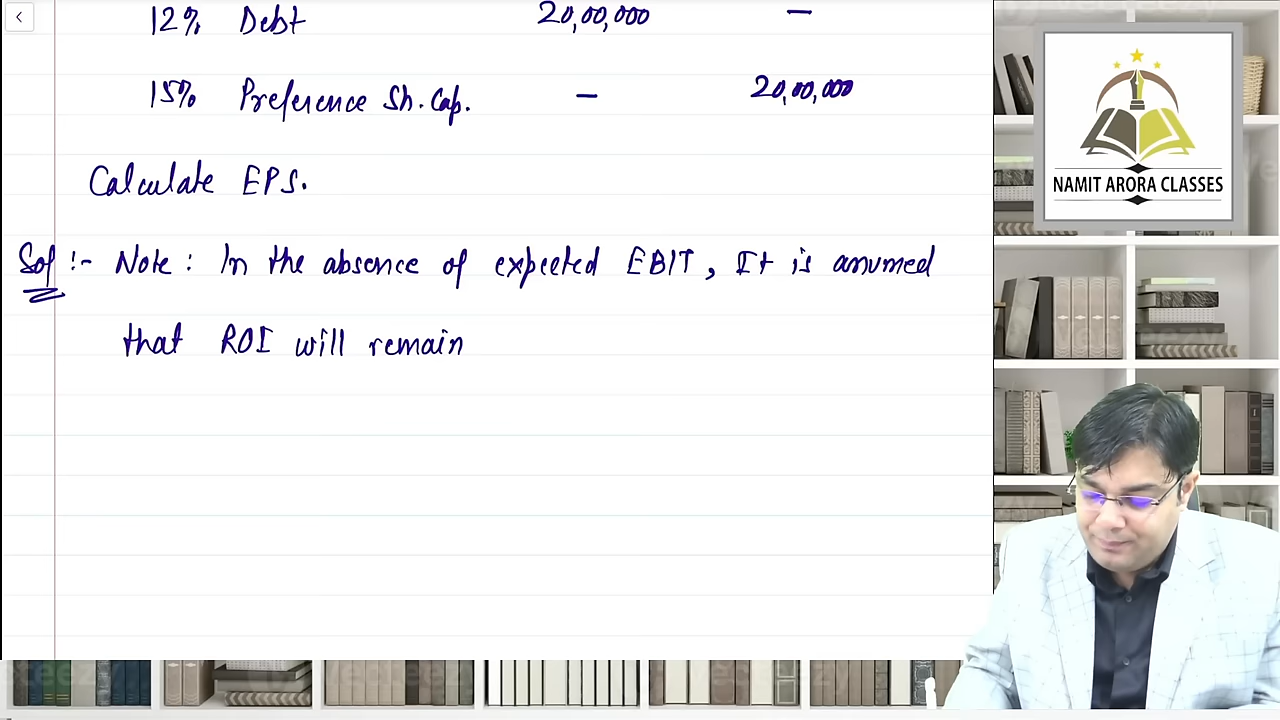 12% Debt 20,00,000 —
15% Preference Sh. Cap. — 20,00,000
Calculate EPS.
Sol :- Note : In the absence of expected EBIT, It is assumed
that ROI will remain
NAMIT ARORA CLASSES